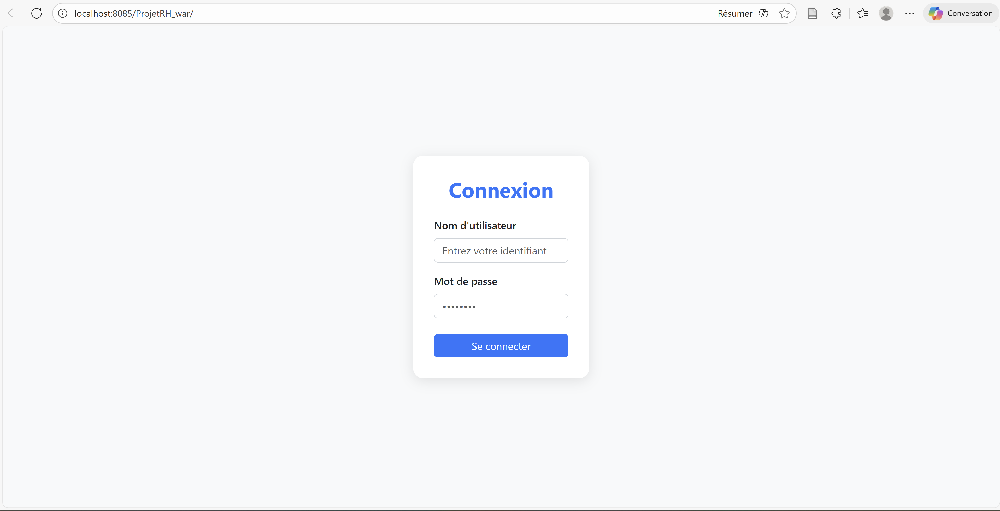 localhost:8085/ProjetRH_war/
Résumer
Conversation
Connexion
Nom d'utilisateur
Entrez votre identifiant
Mot de passe
••••••••
Se connecter